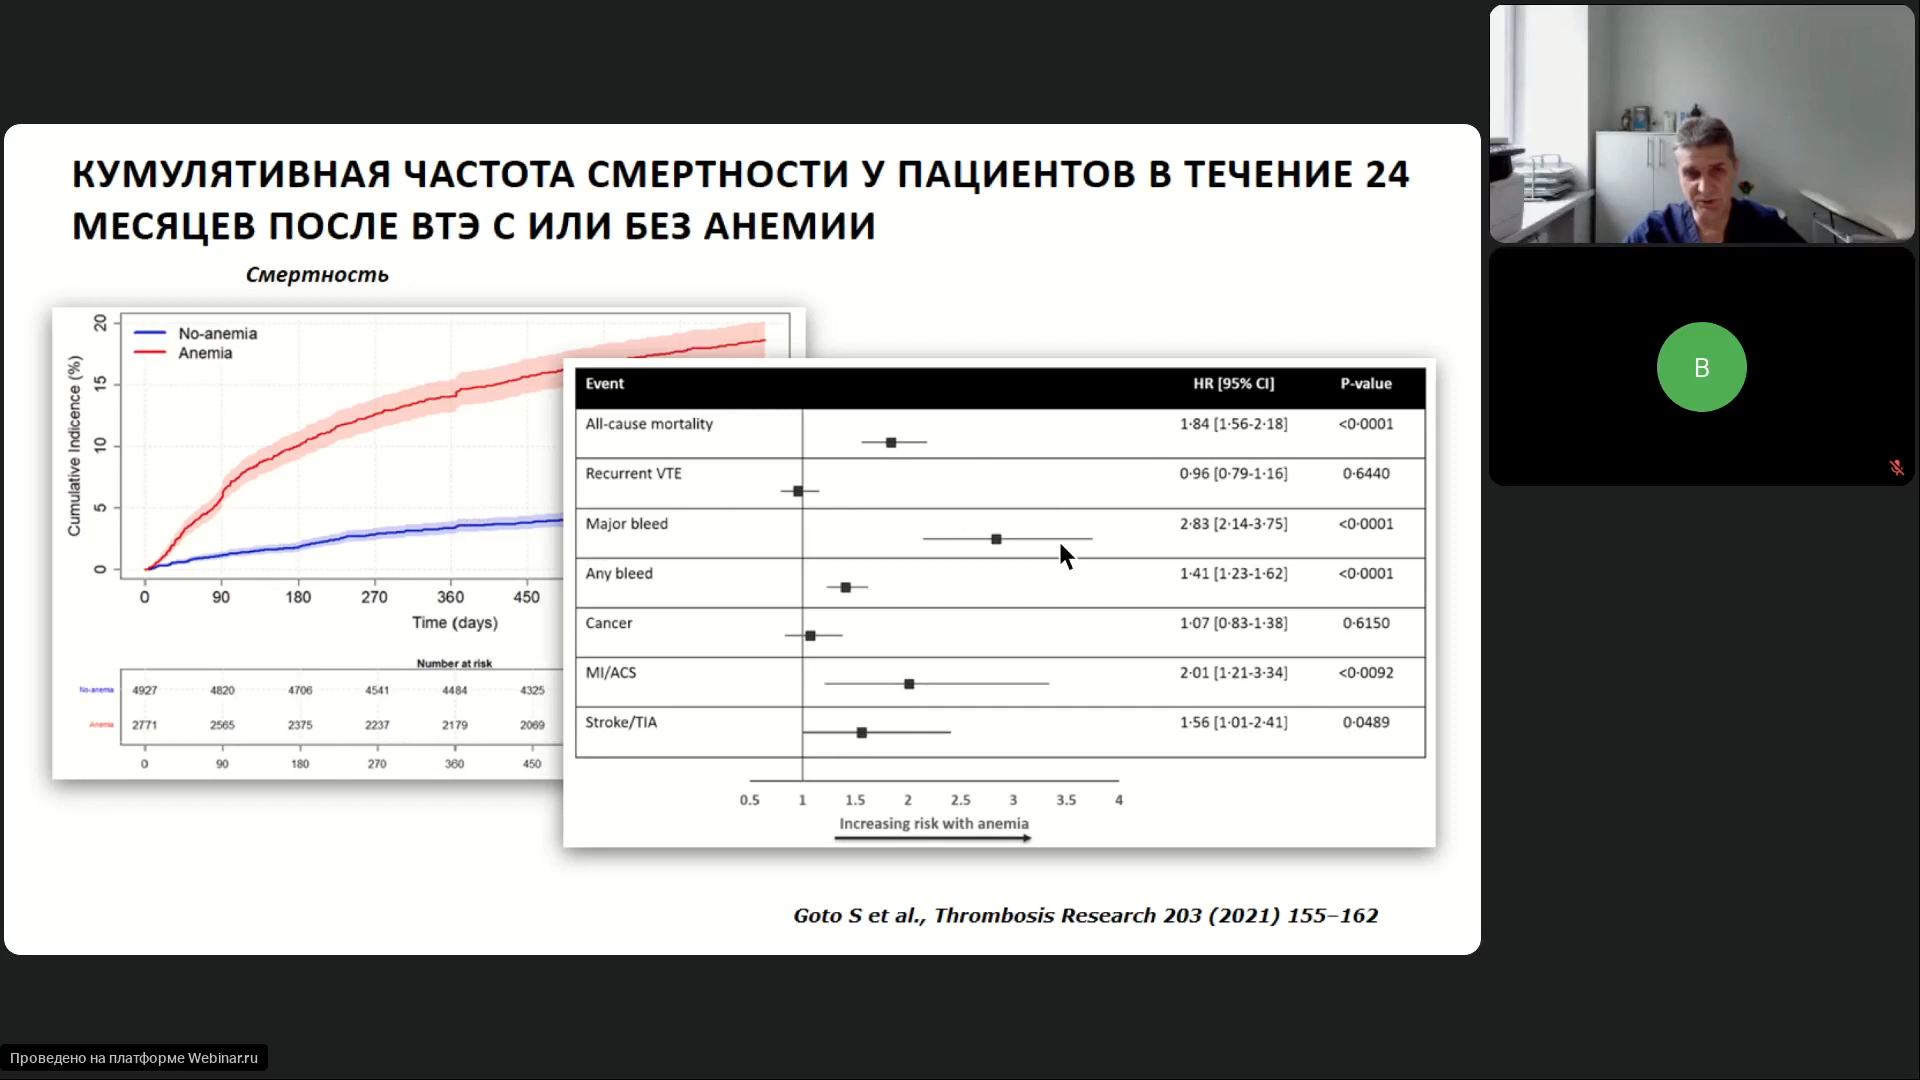 КУМУЛЯТИВНАЯ ЧАСТОТА СМЕРТНОСТИ У ПАЦИЕНТОВ В ТЕЧЕНИЕ 24
МЕСЯЦЕВ ПОСЛЕ ВТЭ С ИЛИ БЕЗ АНЕМИИ
Смертность
Cumulative Indicence (%)
20
15
10
5
0
No-anemia
Anemia
0 90 180 270 360 450
Time (days)
Number at risk
No-anemia 4927 4820 4706 4541 4484 4325
Anemia 2771 2565 2375 2237 2179 2069
0 90 180 270 360 450
Event HR [95% CI] P-value
All-cause mortality 1·84 [1·56-2·18] <0·0001
Recurrent VTE 0·96 [0·79-1·16] 0·6440
Major bleed 2·83 [2·14-3·75] <0·0001
Any bleed 1·41 [1·23-1·62] <0·0001
Cancer 1·07 [0·83-1·38] 0·6150
MI/ACS 2·01 [1·21-3·34] <0·0092
Stroke/TIA 1·56 [1·01-2·41] 0·0489
0.5 1 1.5 2 2.5 3 3.5 4
Increasing risk with anemia
Goto S et al., Thrombosis Research 203 (2021) 155–162
В
Проведено на платформе Webinar.ru